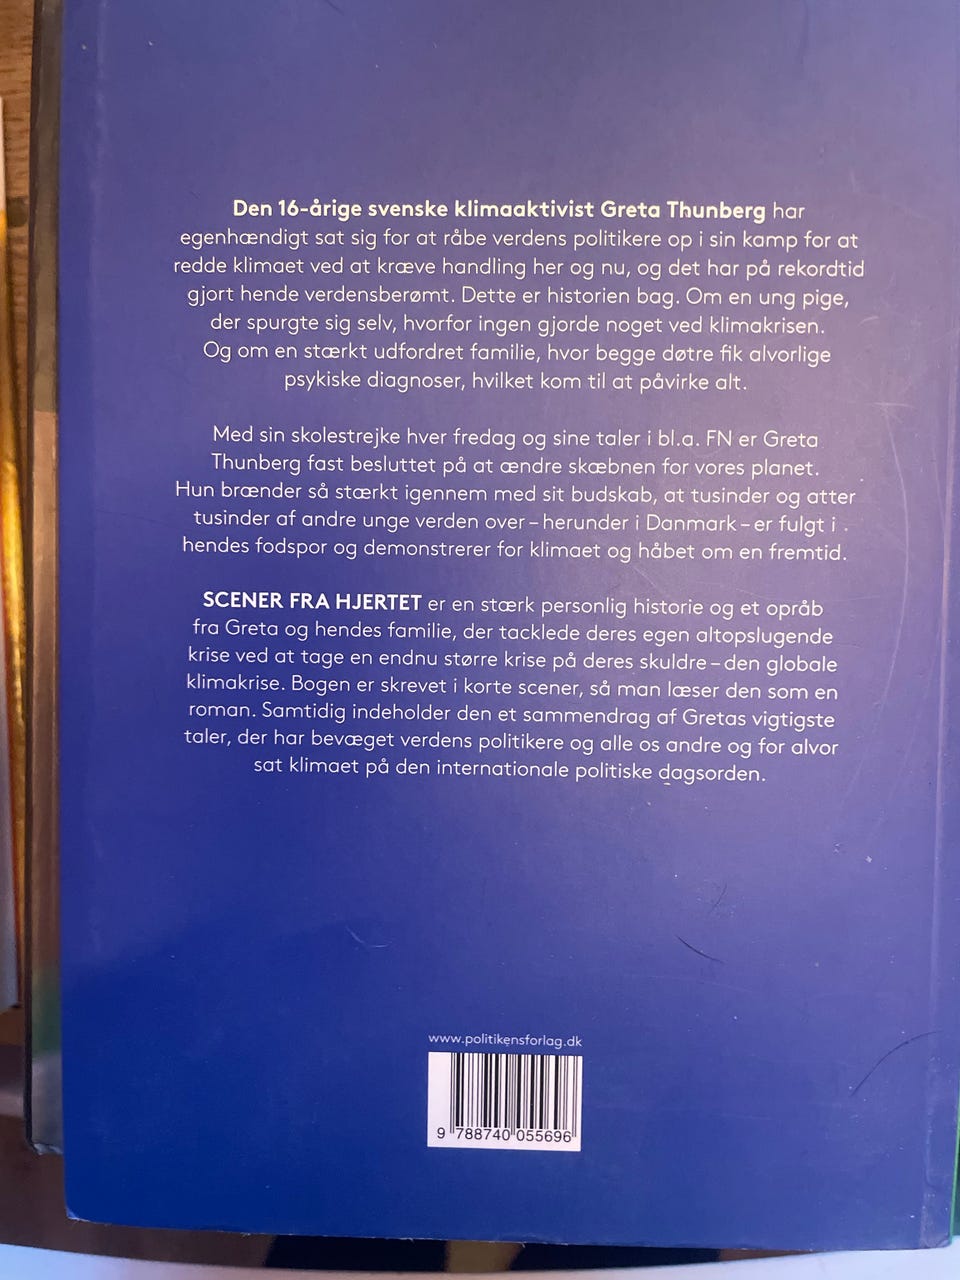 Den 16-årige svenske klimaaktivist Greta Thunberg har
egenhændigt sat sig for at råbe verdens politikere op i sin kamp for at
redde klimaet ved at kræve handling her og nu, og det har på rekordtid
gjort hende verdensberømt. Dette er historien bag. Om en ung pige,
der spurgte sig selv, hvorfor ingen gjorde noget ved klimakrisen.
Og om en stærkt udfordret familie, hvor begge døtre fik alvorlige
psykiske diagnoser, hvilket kom til at påvirke alt.
Med sin skolestrejke hver fredag og sine taler i bl.a. FN er Greta
Thunberg fast besluttet på at ændre skæbnen for vores planet.
Hun brænder så stærkt igennem med sit budskab, at tusinder og atter
tusinder af andre unge verden over – herunder i Danmark – er fulgt i
hendes fodspor og demonstrerer for klimaet og håbet om en fremtid.
SCENER FRA HJERTET er en stærk personlig historie og et opråb
fra Greta og hendes familie, der tacklede deres egen altopslugende
krise ved at tage en endnu større krise på deres skuldre – den globale
klimakrise. Bogen er skrevet i korte scener, så man læser den som en
roman. Samtidig indeholder den et sammendrag af Gretas vigtigste
taler, der har bevæget verdens politikere og alle os andre og for alvor
sat klimaet på den internationale politiske dagsorden.
www.politikensforlag.dk
9 788740 055696